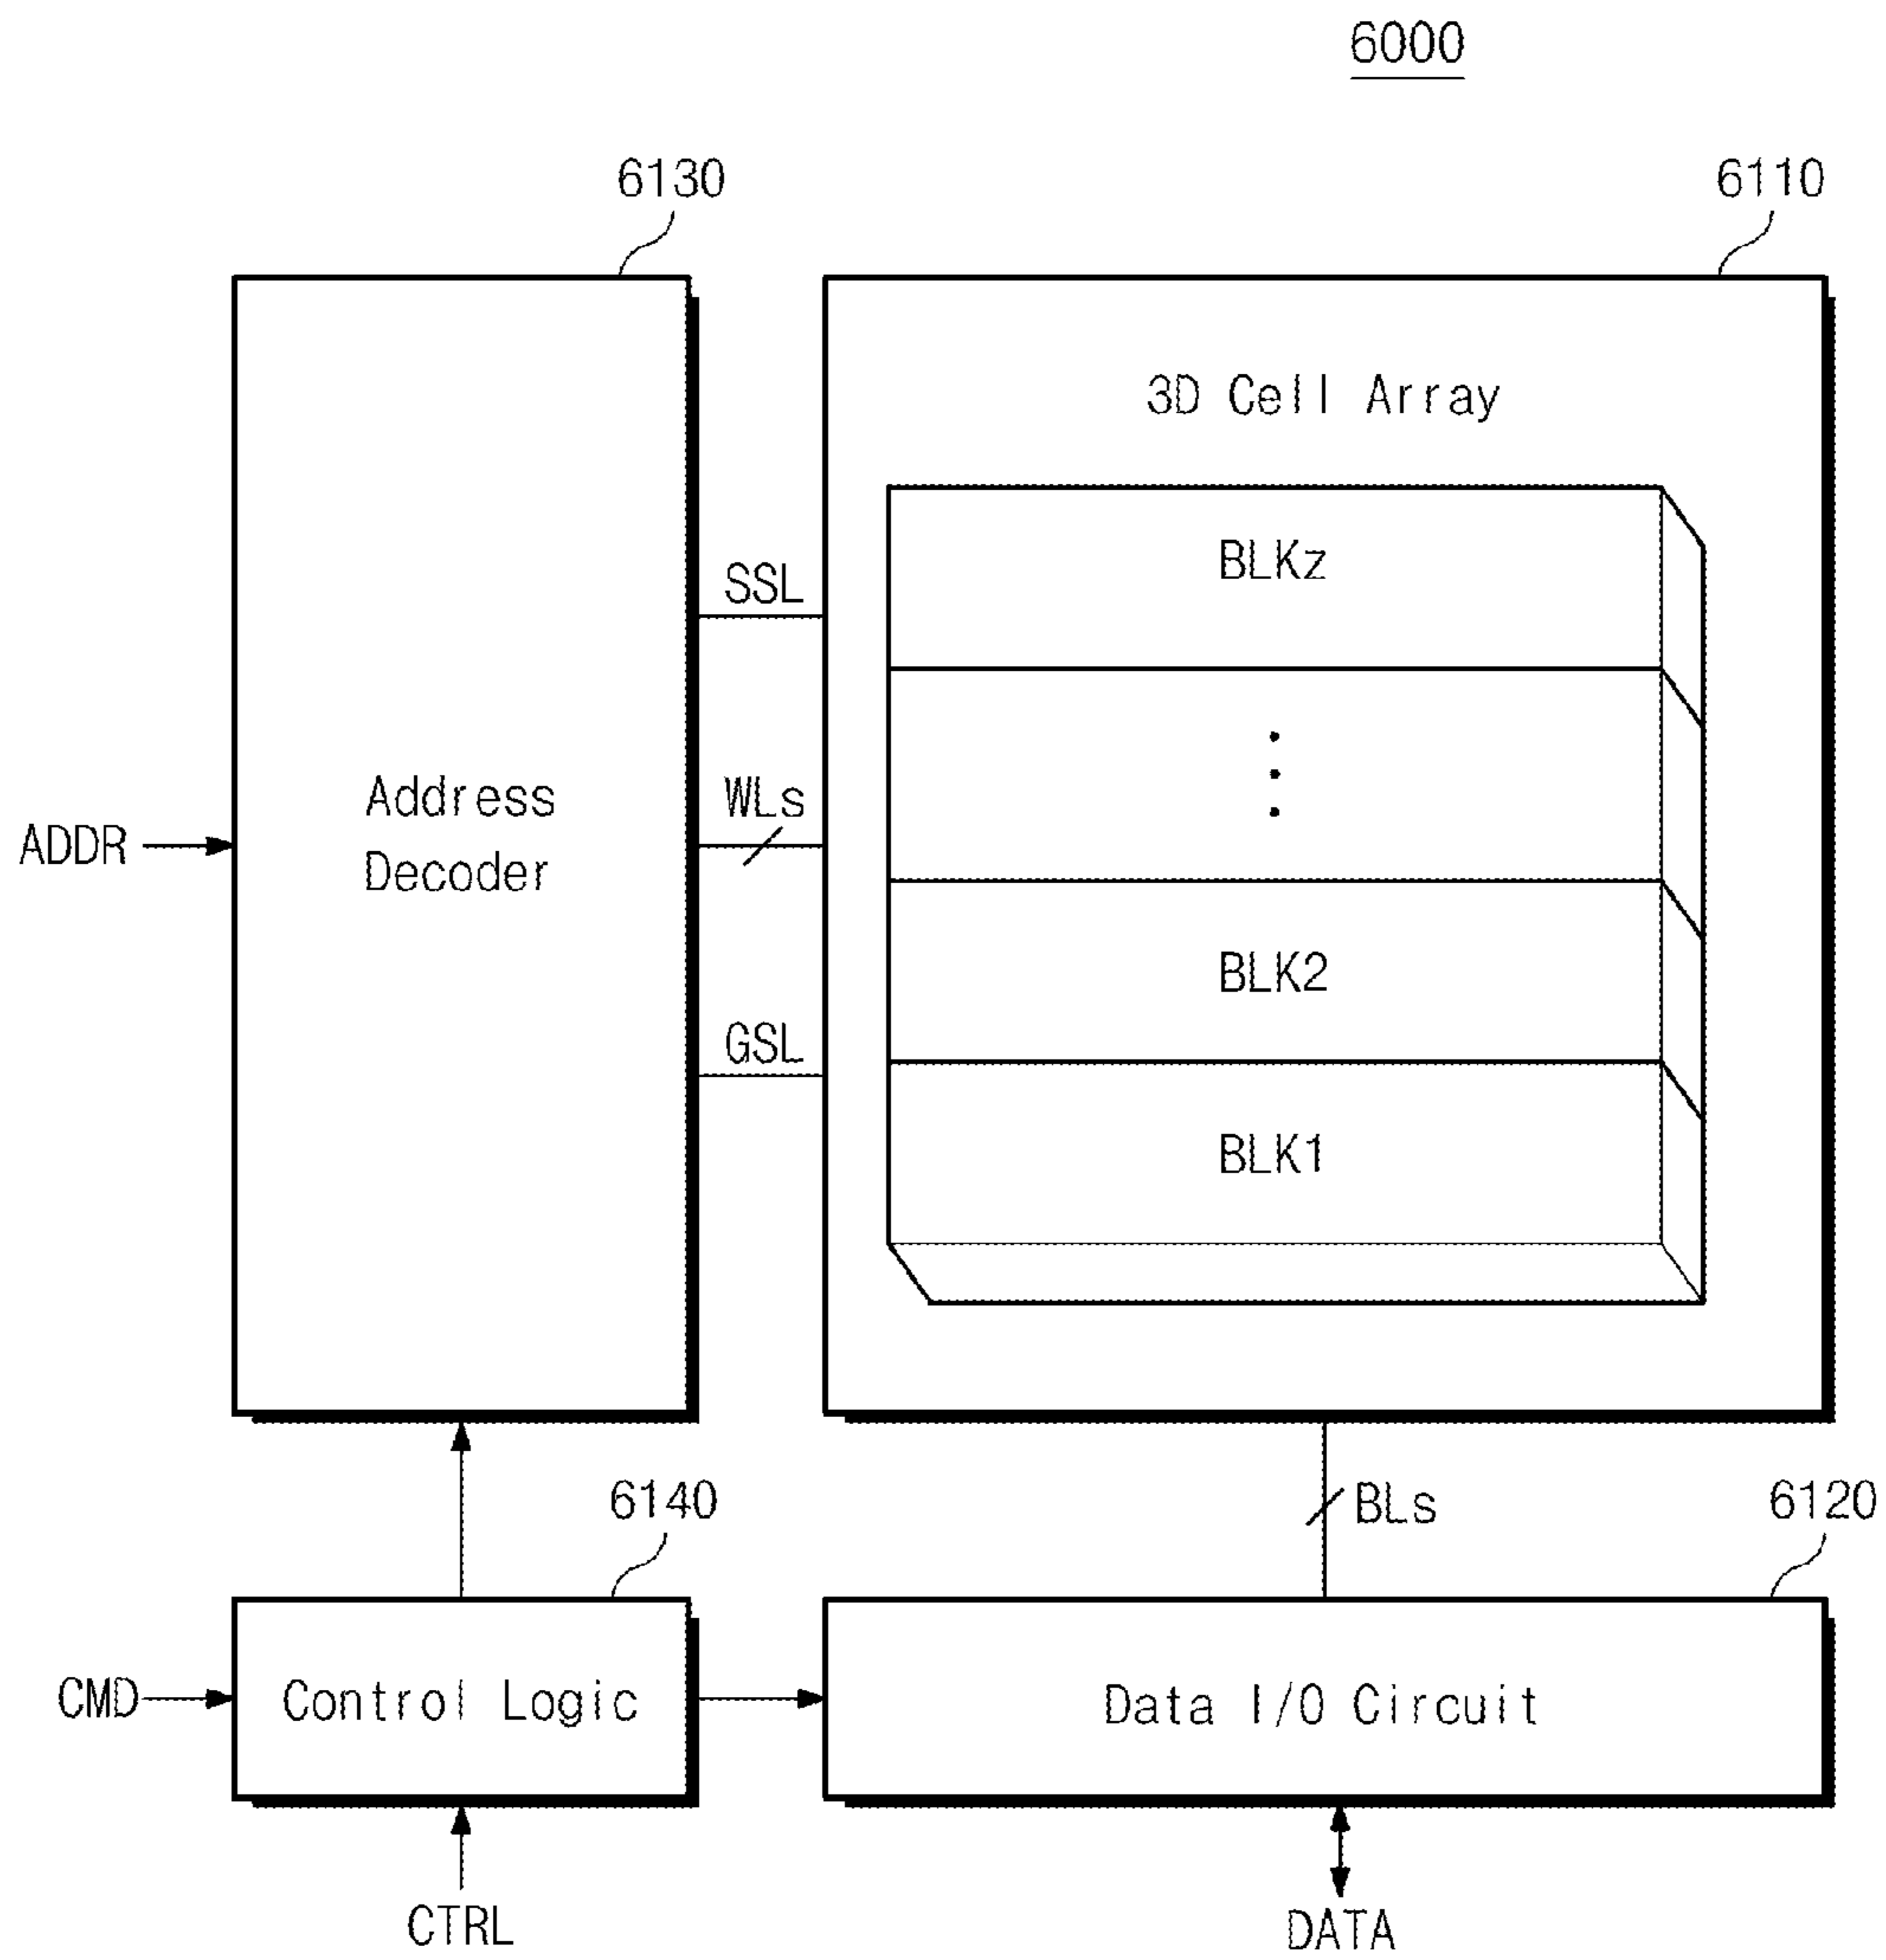 6000
6130
6110
3D Cell Array
BLKz
SSL
Address
Decoder
WLs
ADDR
BLK2
GSL
BLK1
6140
BLs
6120
CMD
Control Logic
Data I/O Circuit
CTRL
DATA